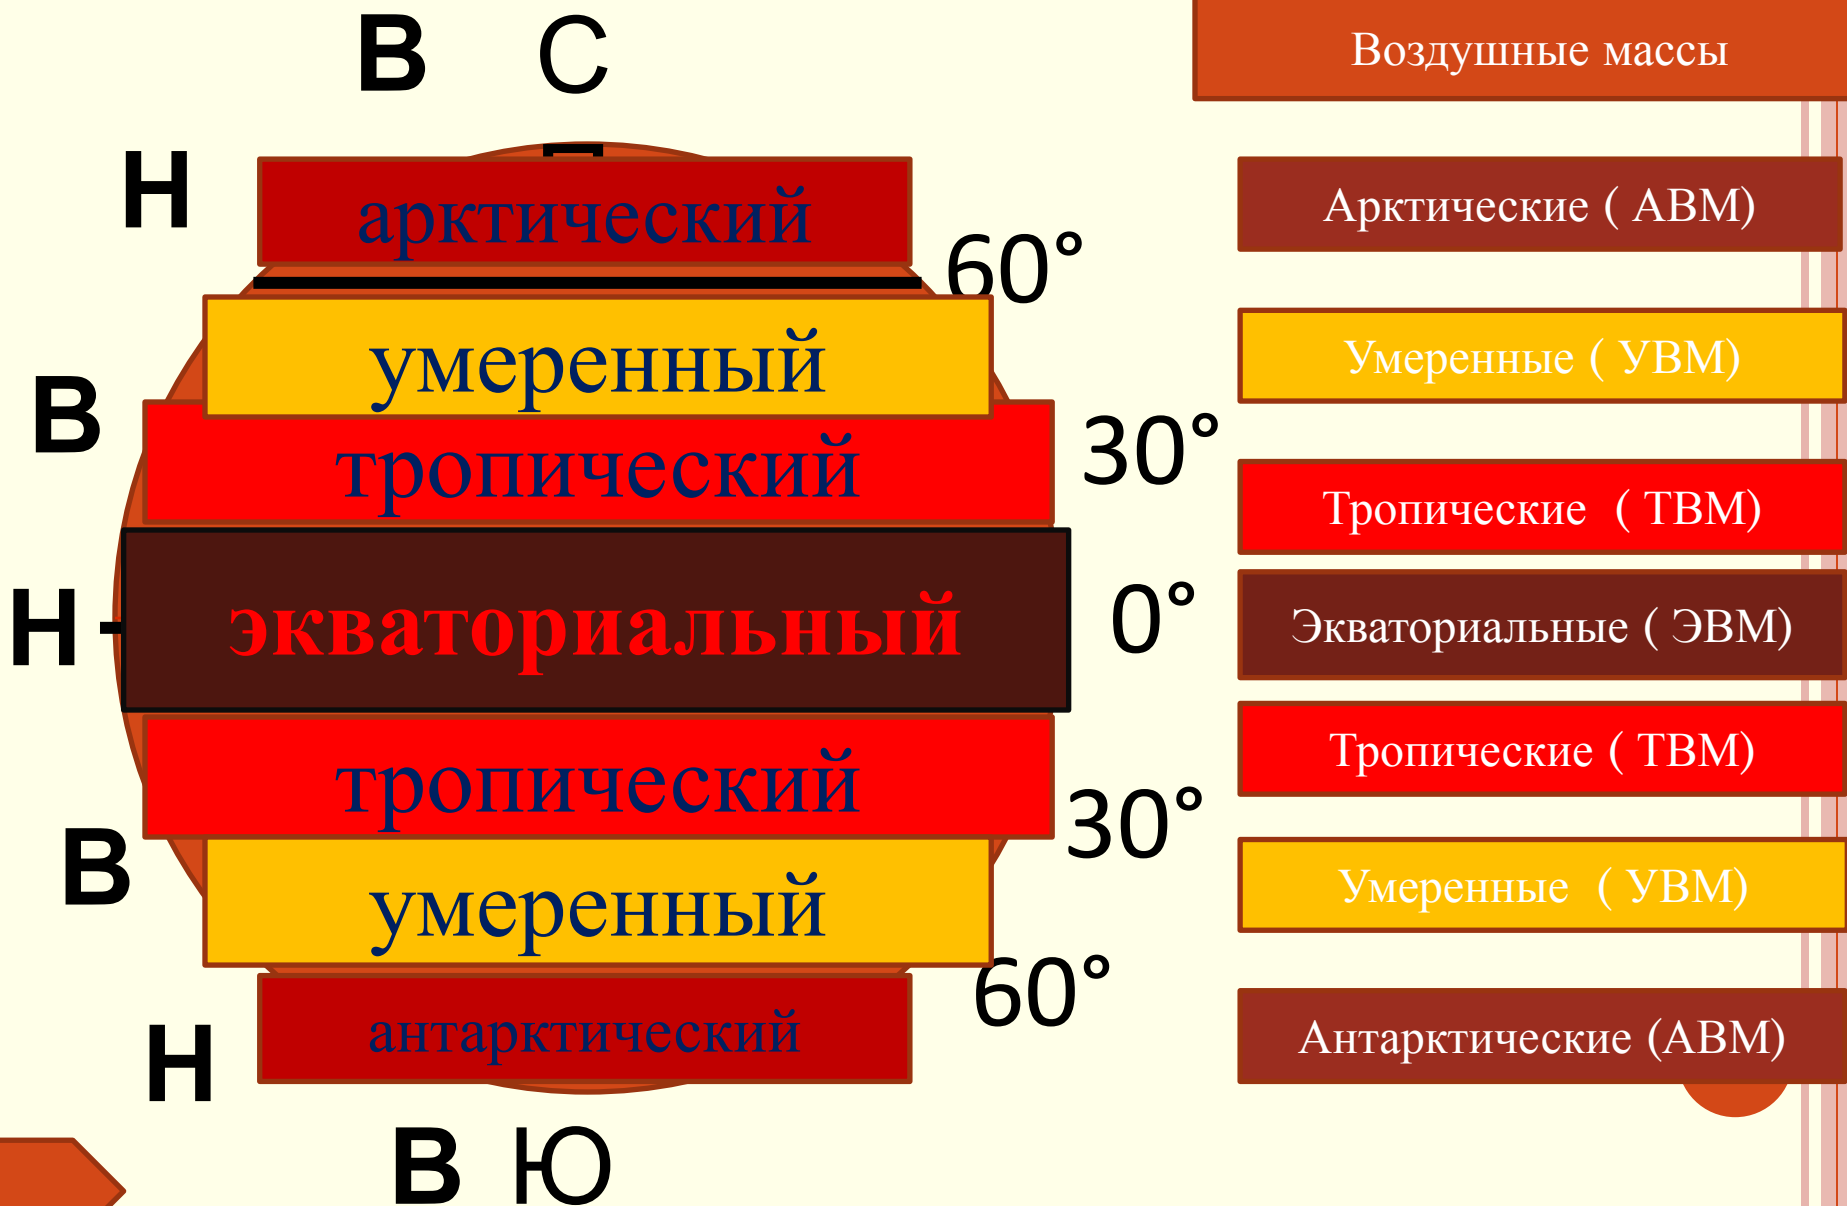 В С
Воздушные массы
Н
арктический
Арктические ( АВМ)
60°
умеренный
Умеренные ( УВМ)
В
30°
тропический
Тропические ( ТВМ)
Н
экваториальный
0°
Экваториальные ( ЭВМ)
тропический
Тропические ( ТВМ)
30°
В
умеренный
Умеренные ( УВМ)
60°
антарктический
Антарктические (АВМ)
Н
В Ю